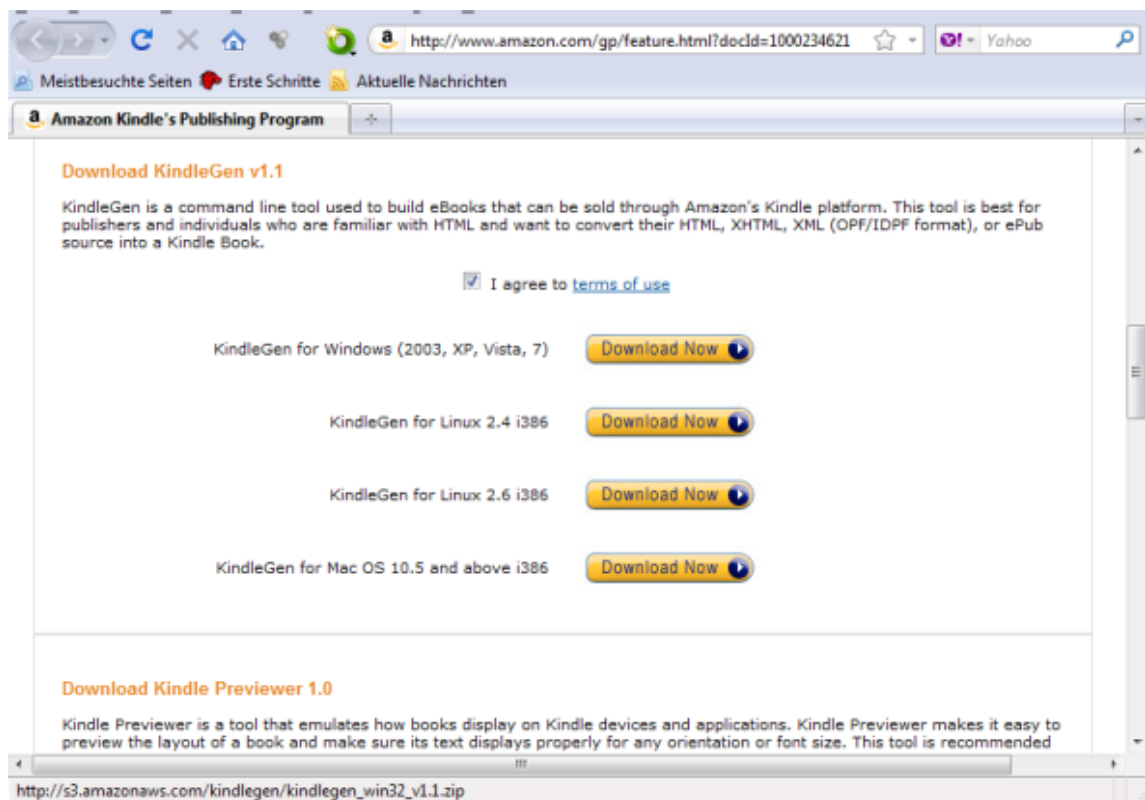 http://www.amazon.com/gp/feature.html?docId=1000234621
Yahoo
Meistbesuchte Seiten Erste Schritte Aktuelle Nachrichten
Amazon Kindle's Publishing Program
Download KindleGen v1.1
KindleGen is a command line tool used to build eBooks that can be sold through Amazon's Kindle platform. This tool is best for
publishers and individuals who are familiar with HTML and want to convert their HTML, XHTML, XML (OPF/IDPF format), or ePub
source into a Kindle Book.
I agree to terms of use
KindleGen for Windows (2003, XP, Vista, 7) Download Now
KindleGen for Linux 2.4 i386 Download Now
KindleGen for Linux 2.6 i386 Download Now
KindleGen for Mac OS 10.5 and above i386 Download Now
Download Kindle Previewer 1.0
Kindle Previewer is a tool that emulates how books display on Kindle devices and applications. Kindle Previewer makes it easy to
preview the layout of a book and make sure its text displays properly for any orientation or font size. This tool is recommended
http://s3.amazonaws.com/kindlegen/kindlegen_win32_v1.1.zip